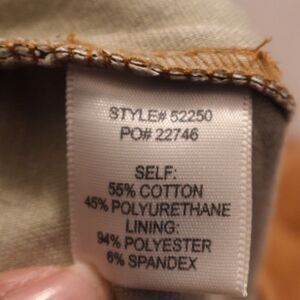 STYLE# 52250
PO# 22746
SELF:
55% COTTON
45% POLYURETHANE
LINING:
94% POLYESTER
6% SPANDEX